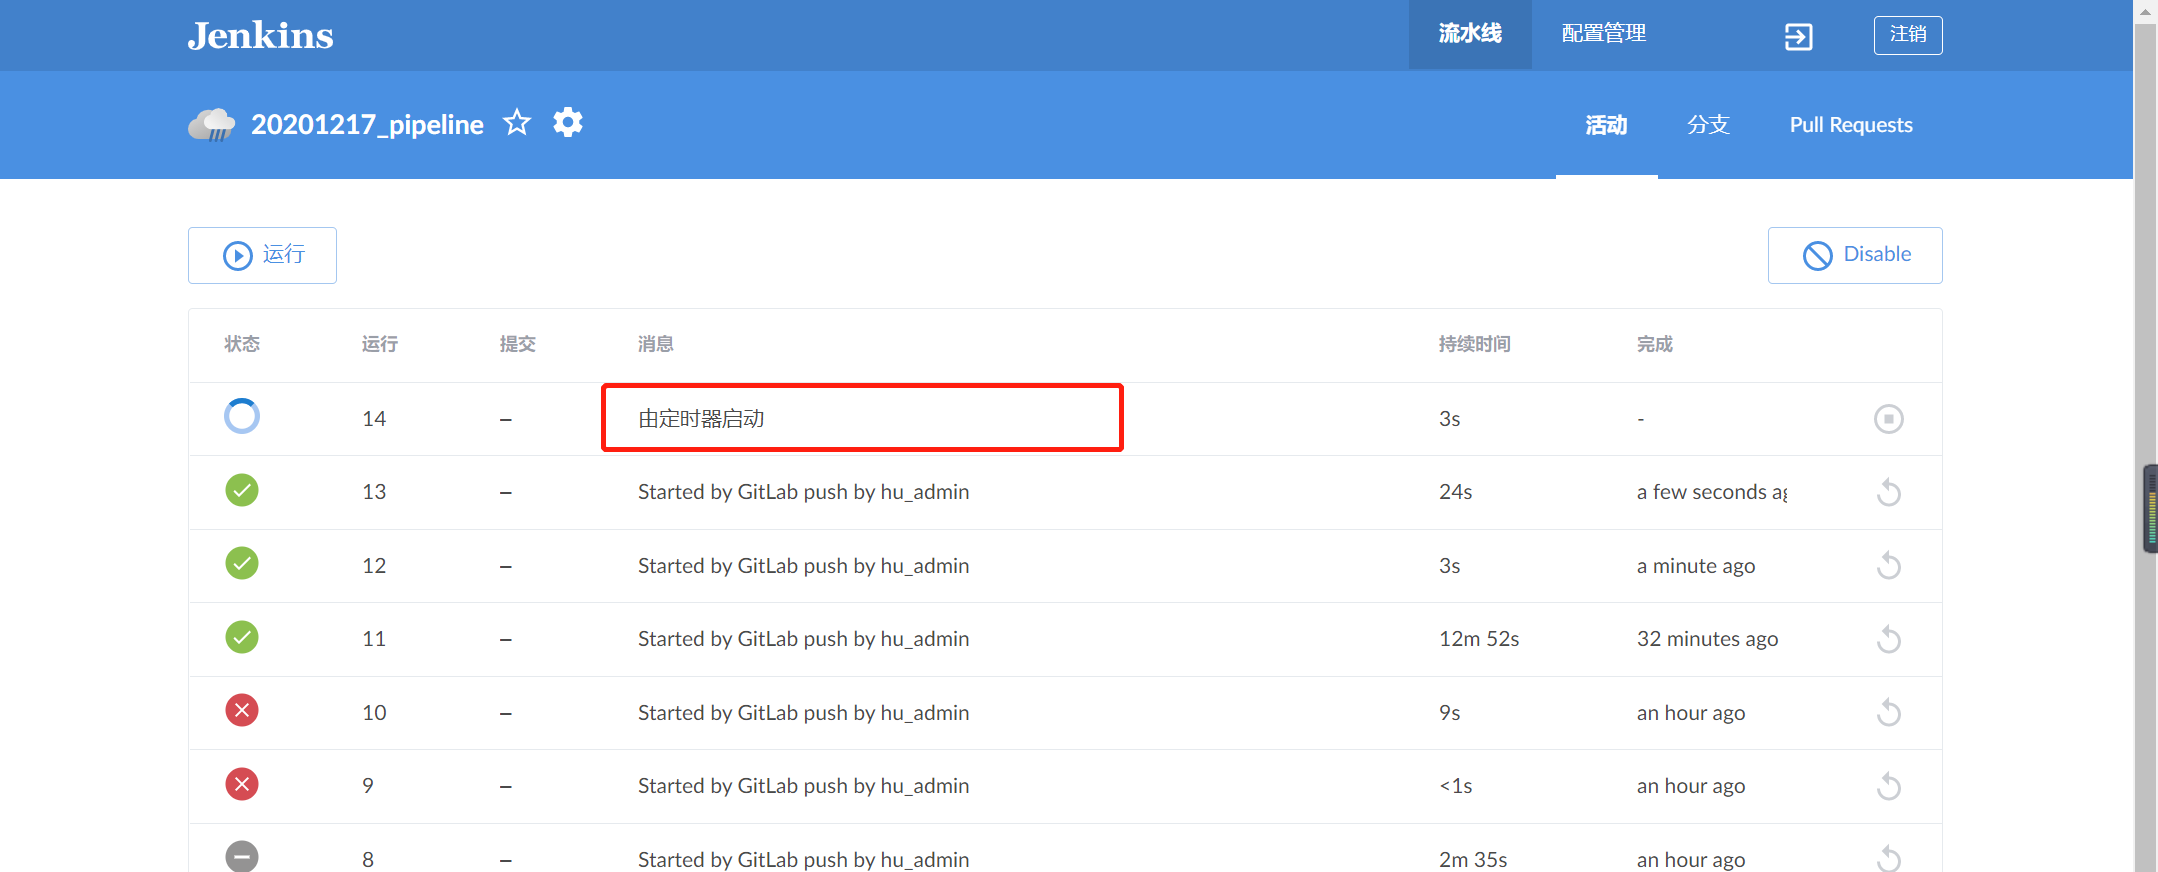 Jenkins 流水线 配置管理 注销
20201217_pipeline 活动 分支 Pull Requests
运行 Disable
状态 运行 提交 消息 持续时间 完成
14 – 由定时器启动 3s -
13 – Started by GitLab push by hu_admin 24s a few seconds ag
12 – Started by GitLab push by hu_admin 3s a minute ago
11 – Started by GitLab push by hu_admin 12m 52s 32 minutes ago
10 – Started by GitLab push by hu_admin 9s an hour ago
9 – Started by GitLab push by hu_admin <1s an hour ago
8 – Started by GitLab push by hu_admin 2m 35s an hour ago